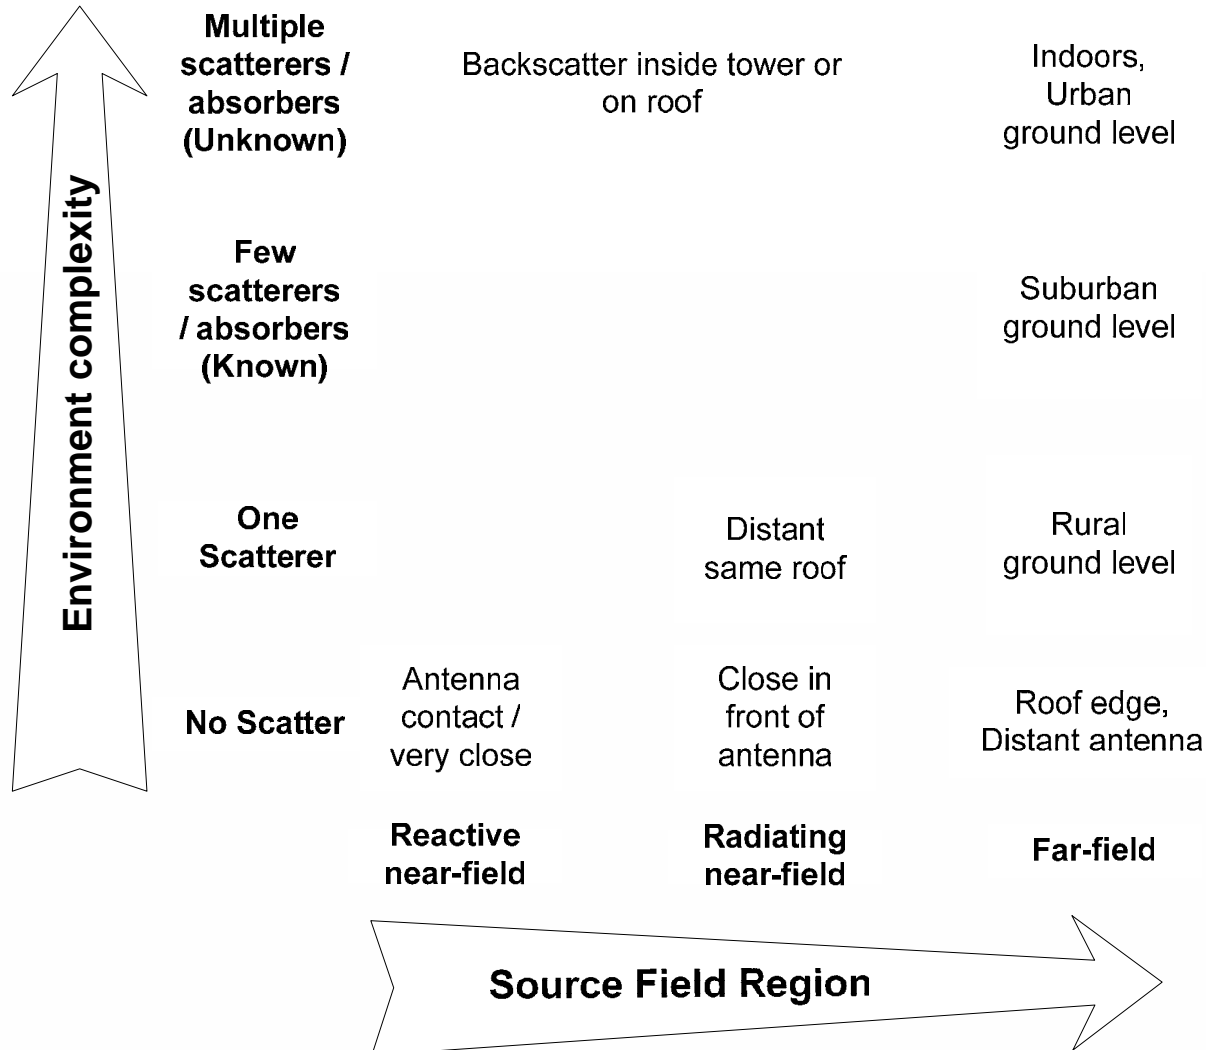 Multiple
scatterers /
absorbers
(Unknown)
Backscatter inside tower or
on roof
Indoors,
Urban
ground level
Environment complexity
Few
scatterers
/ absorbers
(Known)
Suburban
ground level
One
Scatterer
Distant
same roof
Rural
ground level
No Scatter
Antenna
contact /
very close
Close in
front of
antenna
Roof edge,
Distant antenna
Reactive
near-field
Radiating
near-field
Far-field
Source Field Region